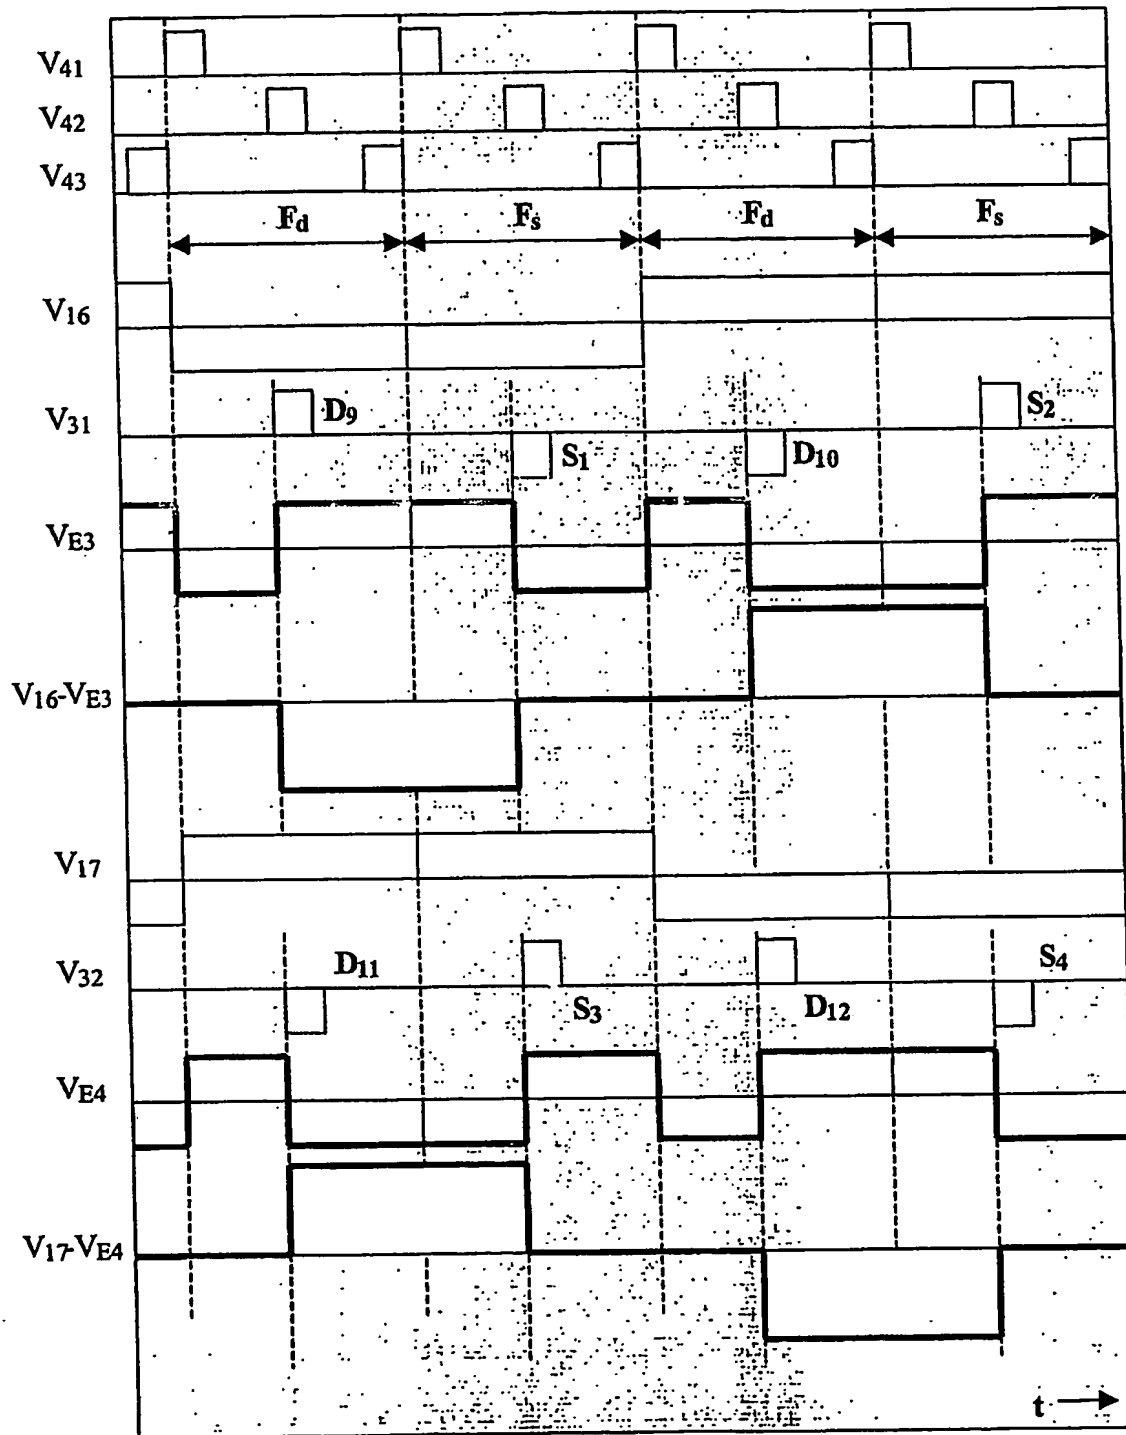 V41
V42
V43
Fd Fs Fd Fs
V16
V31 D9 S1 D10 S2
VE3
V16-VE3
V17
V32 D11 S3 D12 S4
VE4
V17-VE4
t